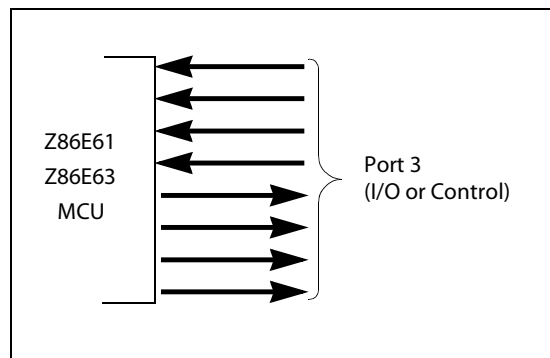 Z86E61
Z86E63
MCU
Port 3
(I/O or Control)